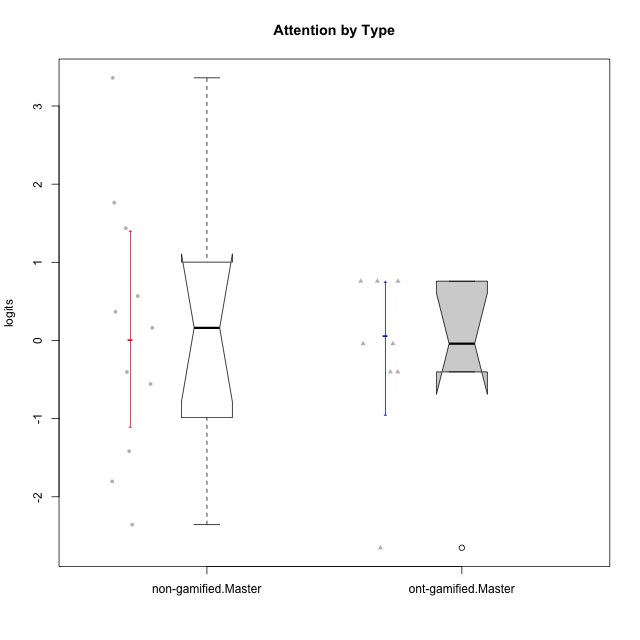 Attention by Type
logits
3
2
1
0
-1
-2
non-gamified.Master
ont-gamified.Master